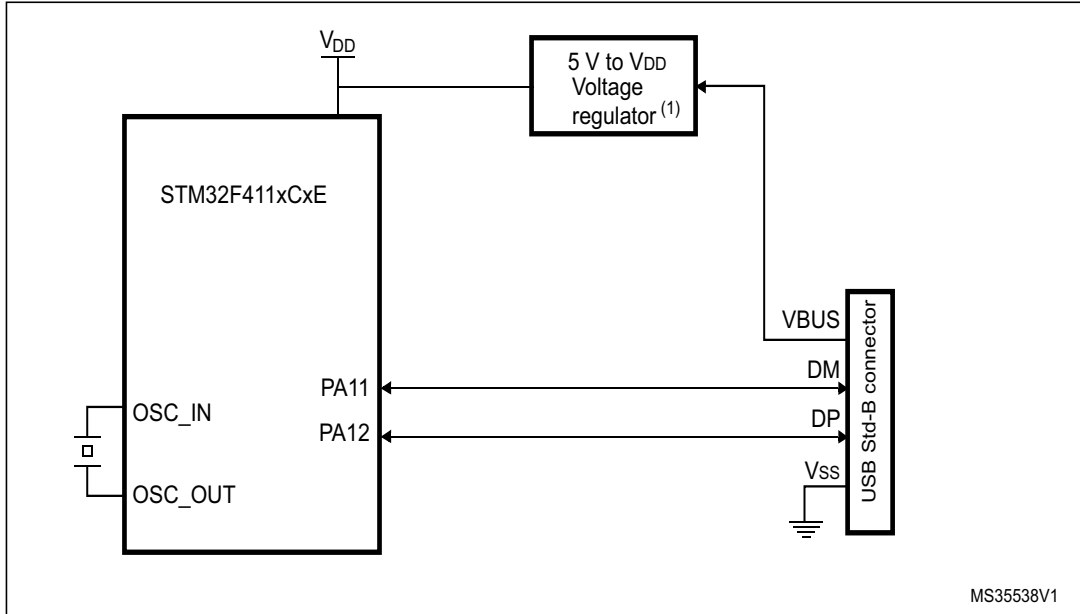 VDD
5 V to VDD
Voltage
regulator (1)
STM32F411xCxE
VBUS
DM
PA11
DP
OSC_IN
PA12
VSS
OSC_OUT
USB Std-B connector
MS35538V1